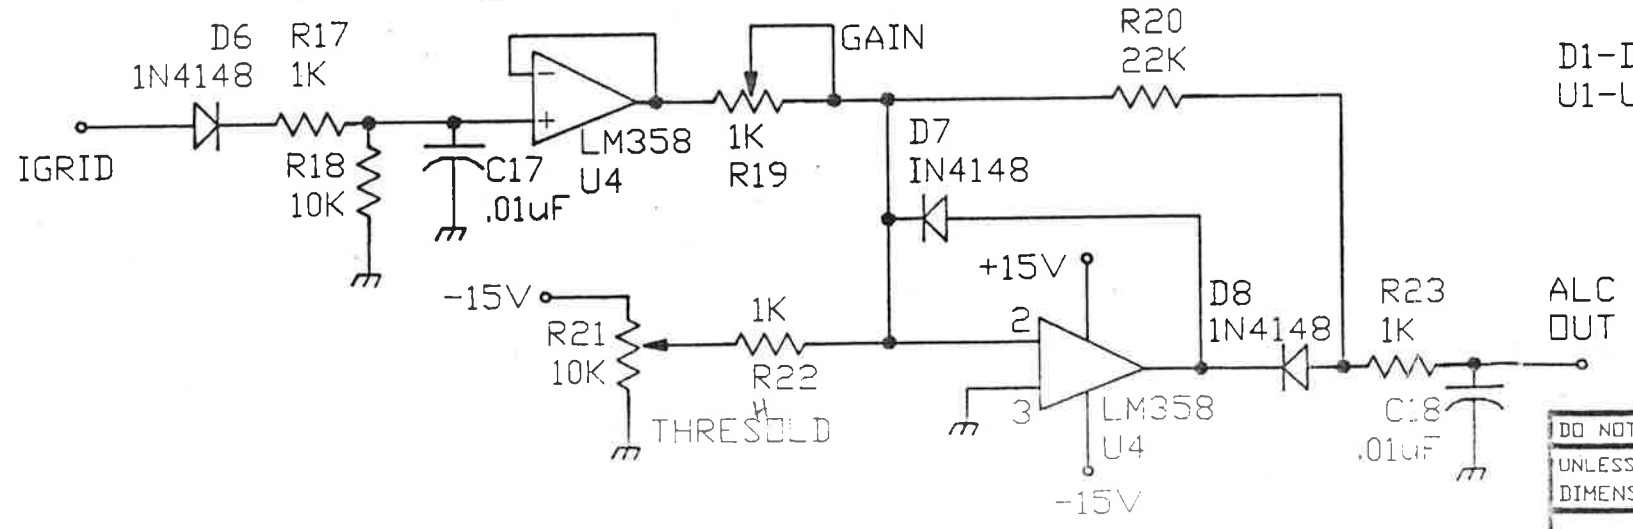 D6
1N4148
R17
1K
GAIN
R20
22K
D1-D
U1-U
IGRID
R18
10K
C17
.01uF
-
+
LM358
U4
1K
R19
D7
IN4148
-15V
R21
10K
1K
R22
H
THRESOLD
+15V
2
3
LM358
U4
-15V
D8
1N4148
R23
1K
ALC
OUT
C18
.01uF
DO NOT
UNLESS
DIMENS